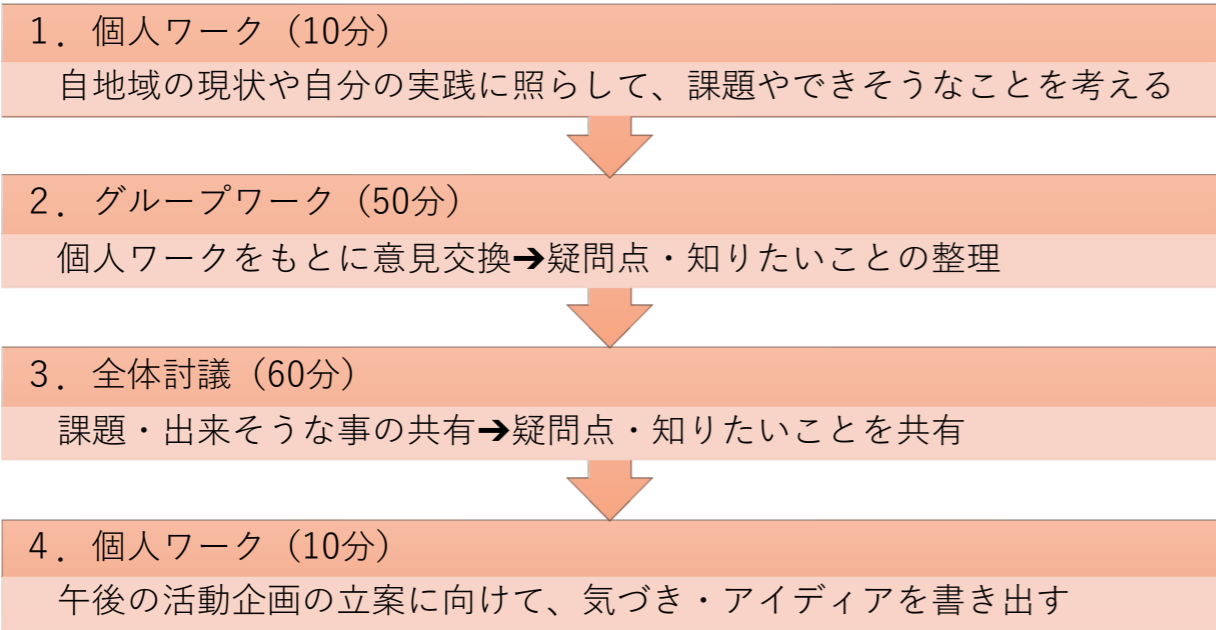 １．個人ワーク（10分）
自地域の現状や自分の実践に照らして、課題やできそうなことを考える
２．グループワーク（50分）
個人ワークをもとに意見交換➔疑問点・知りたいことの整理
３．全体討議（60分）
課題・出来そうな事の共有➔疑問点・知りたいことを共有
４．個人ワーク（10分）
午後の活動企画の立案に向けて、気づき・アイディアを書き出す